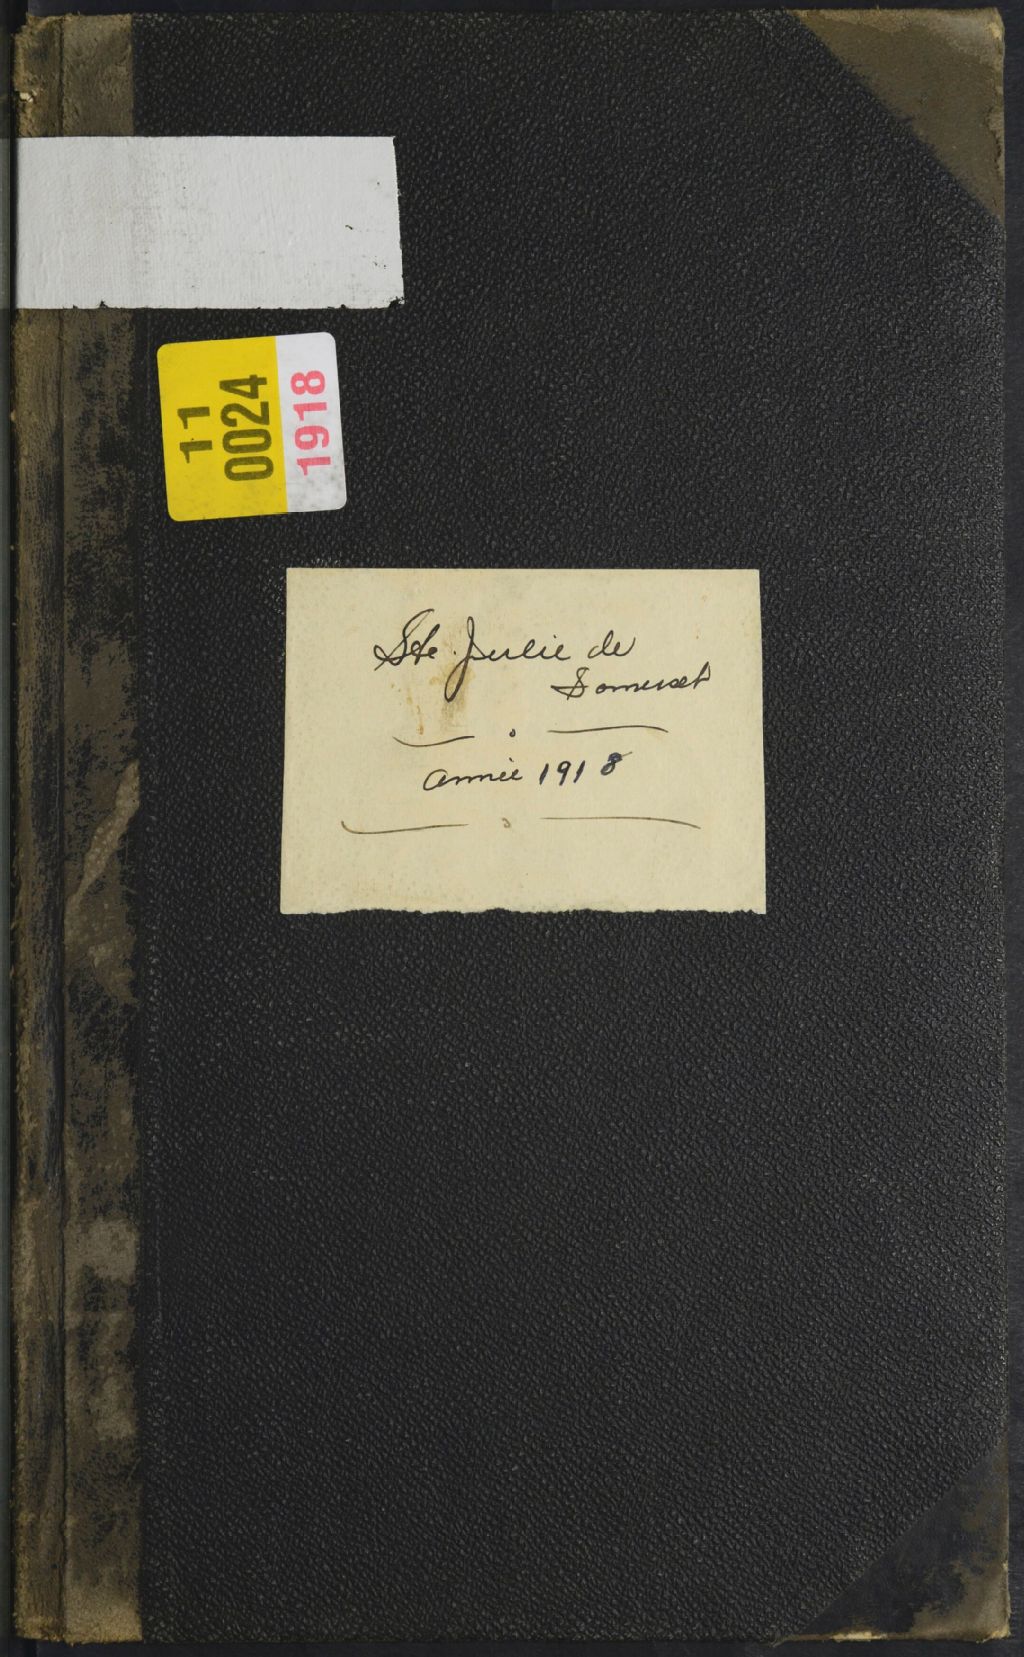 11
0024
1918
Ste Julie de
Somerset
année 1918